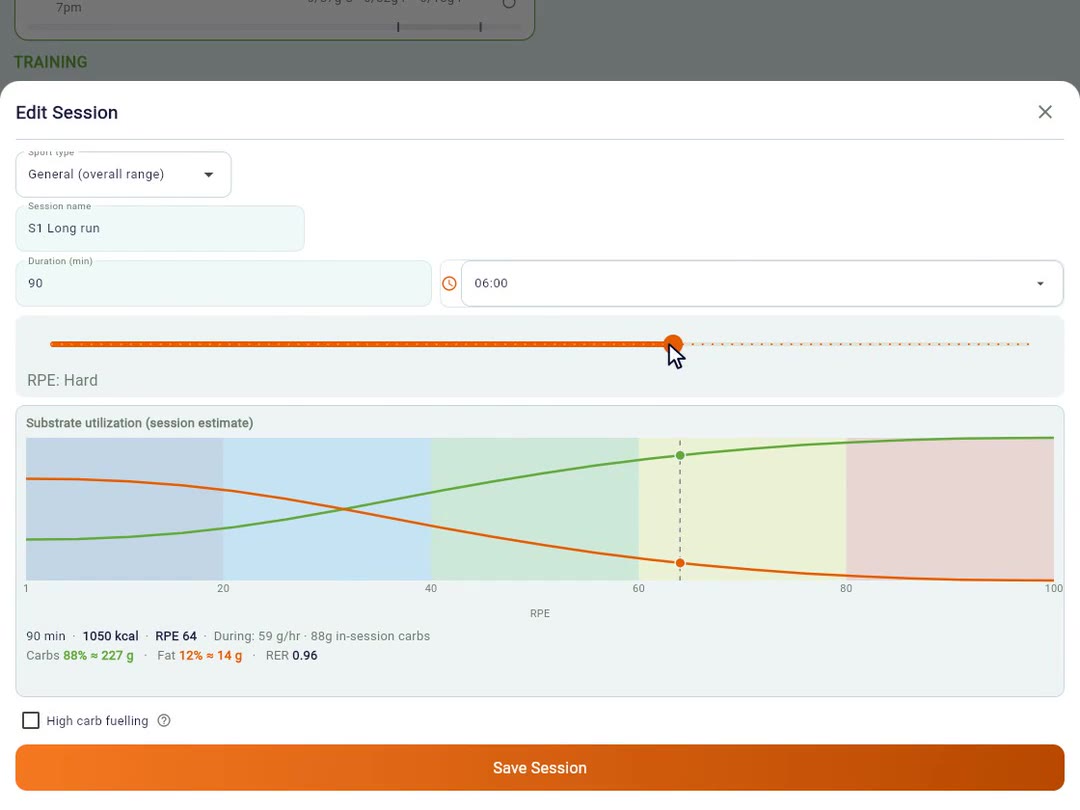 7pm
TRAINING
Edit Session
Sport type
General (overall range)
Session name
S1 Long run
Duration (min)
90
06:00
RPE: Hard
Substrate utilization (session estimate)
1 20 40 60 80 100
RPE
90 min · 1050 kcal · RPE 64 · During: 59 g/hr · 88g in-session carbs
Carbs 88% ≈ 227 g · Fat 12% ≈ 14 g · RER 0.96
High carb fuelling
Save Session